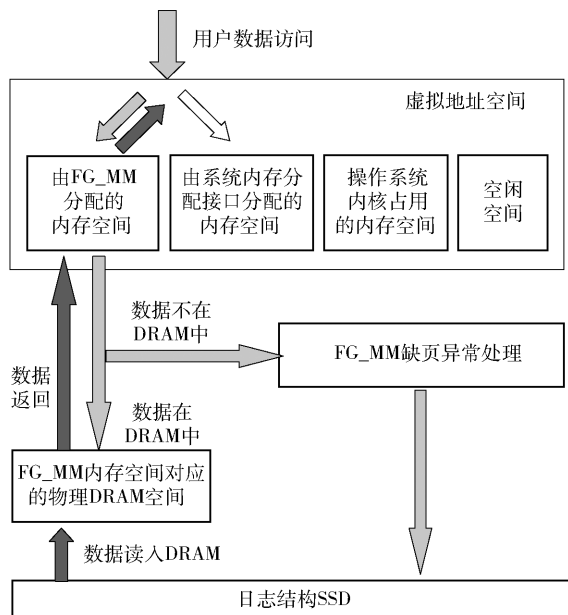 用户数据访问
虚拟地址空间
由FG_MM
分配的
内存空间
由系统内存分
配接口分配的
内存空间
操作系统
内核占用
的内存空间
空闲
空间
数据不在
DRAM中
FG_MM缺页异常处理
数据
返回
数据在
DRAM中
FG_MM内存空间对应
的物理DRAM空间
数据读入DRAM
日志结构SSD